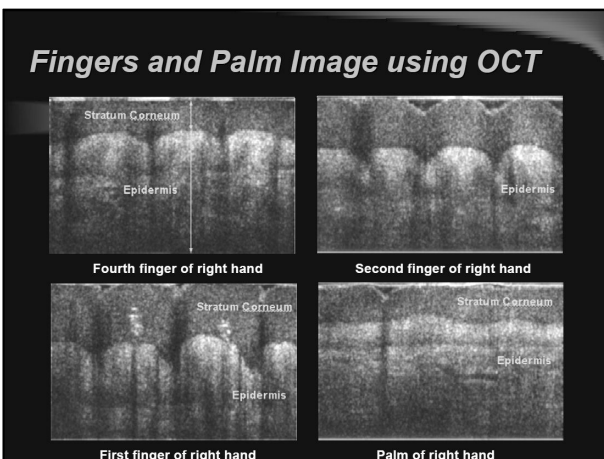 Fingers and Palm Image using OCT
Stratum Corneum
Epidermis
Epidermis
Fourth finger of right hand
Second finger of right hand
Stratum Corneum
Epidermis
Stratum Corneum
Epidermis
First finger of right hand
Palm of right hand